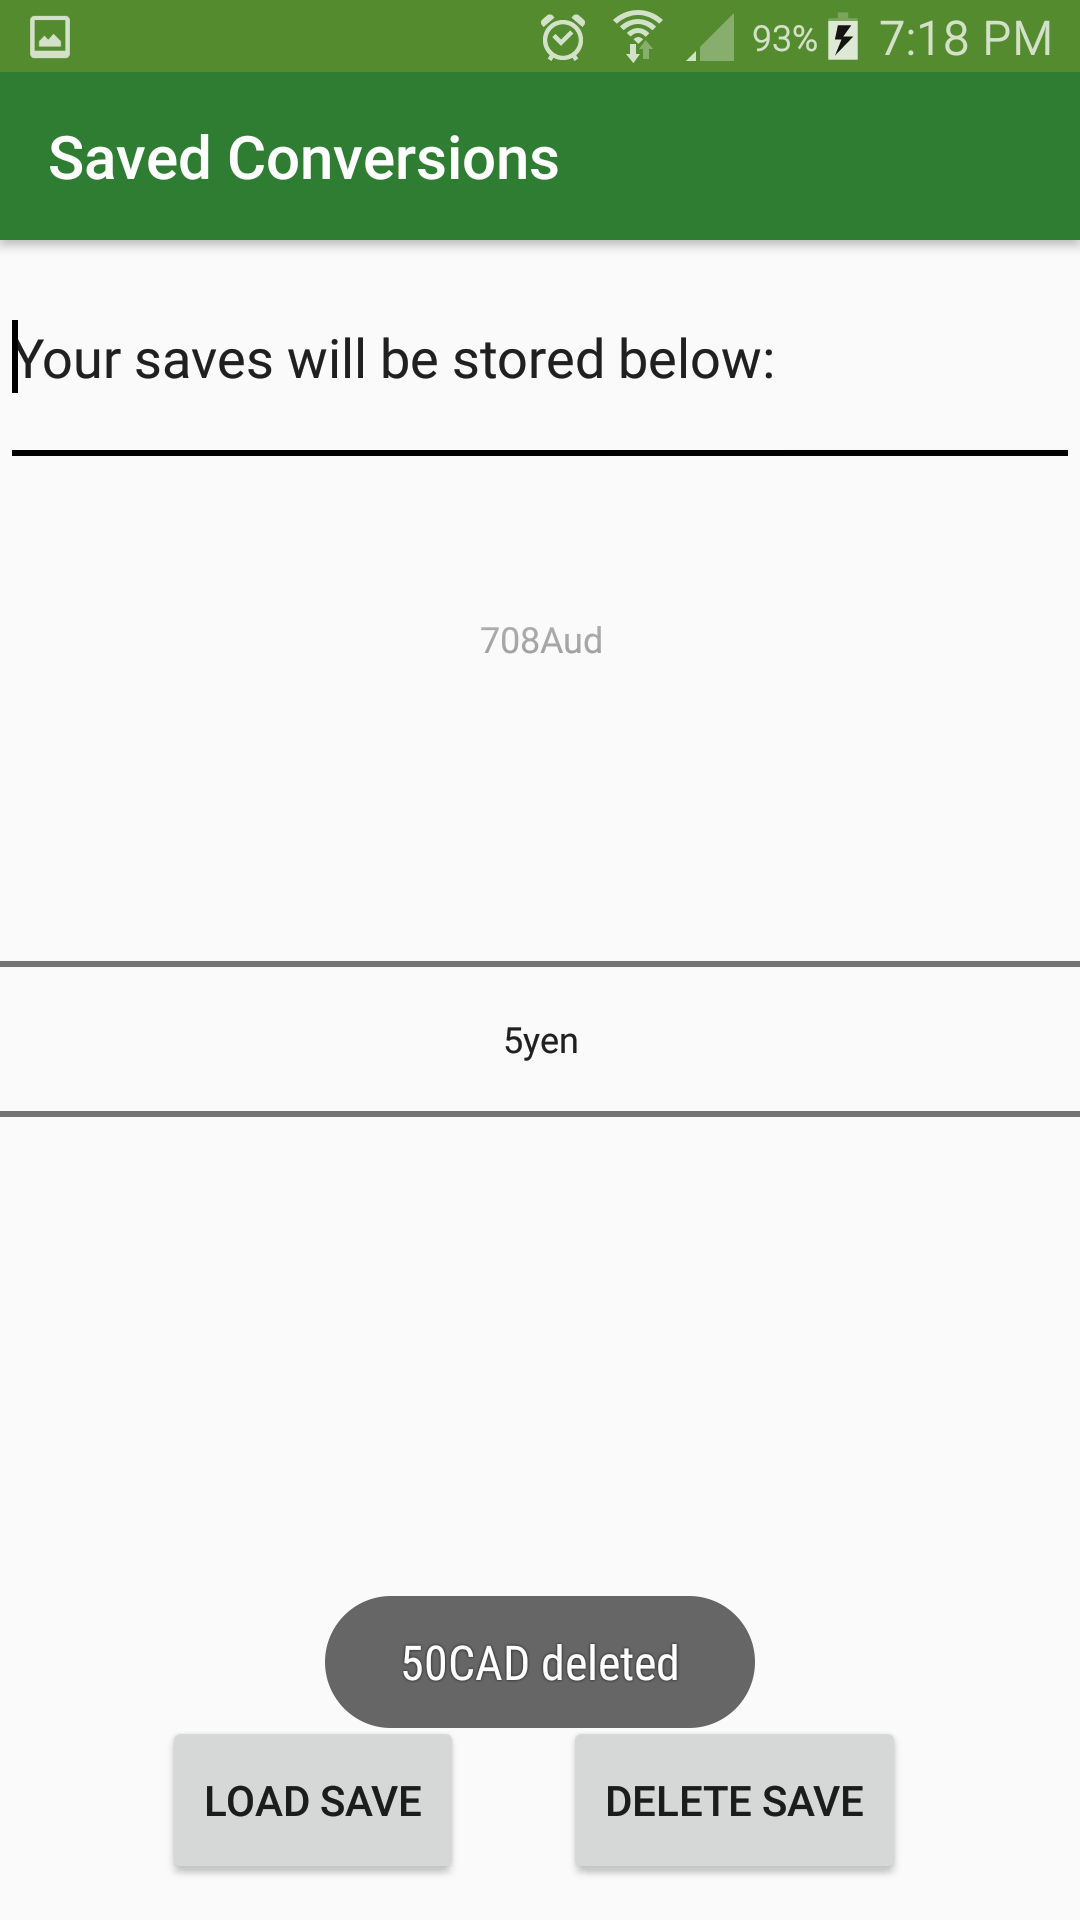 93% 7:18 PM
Saved Conversions
Your saves will be stored below:
708Aud
5yen
50CAD deleted
LOAD SAVE DELETE SAVE